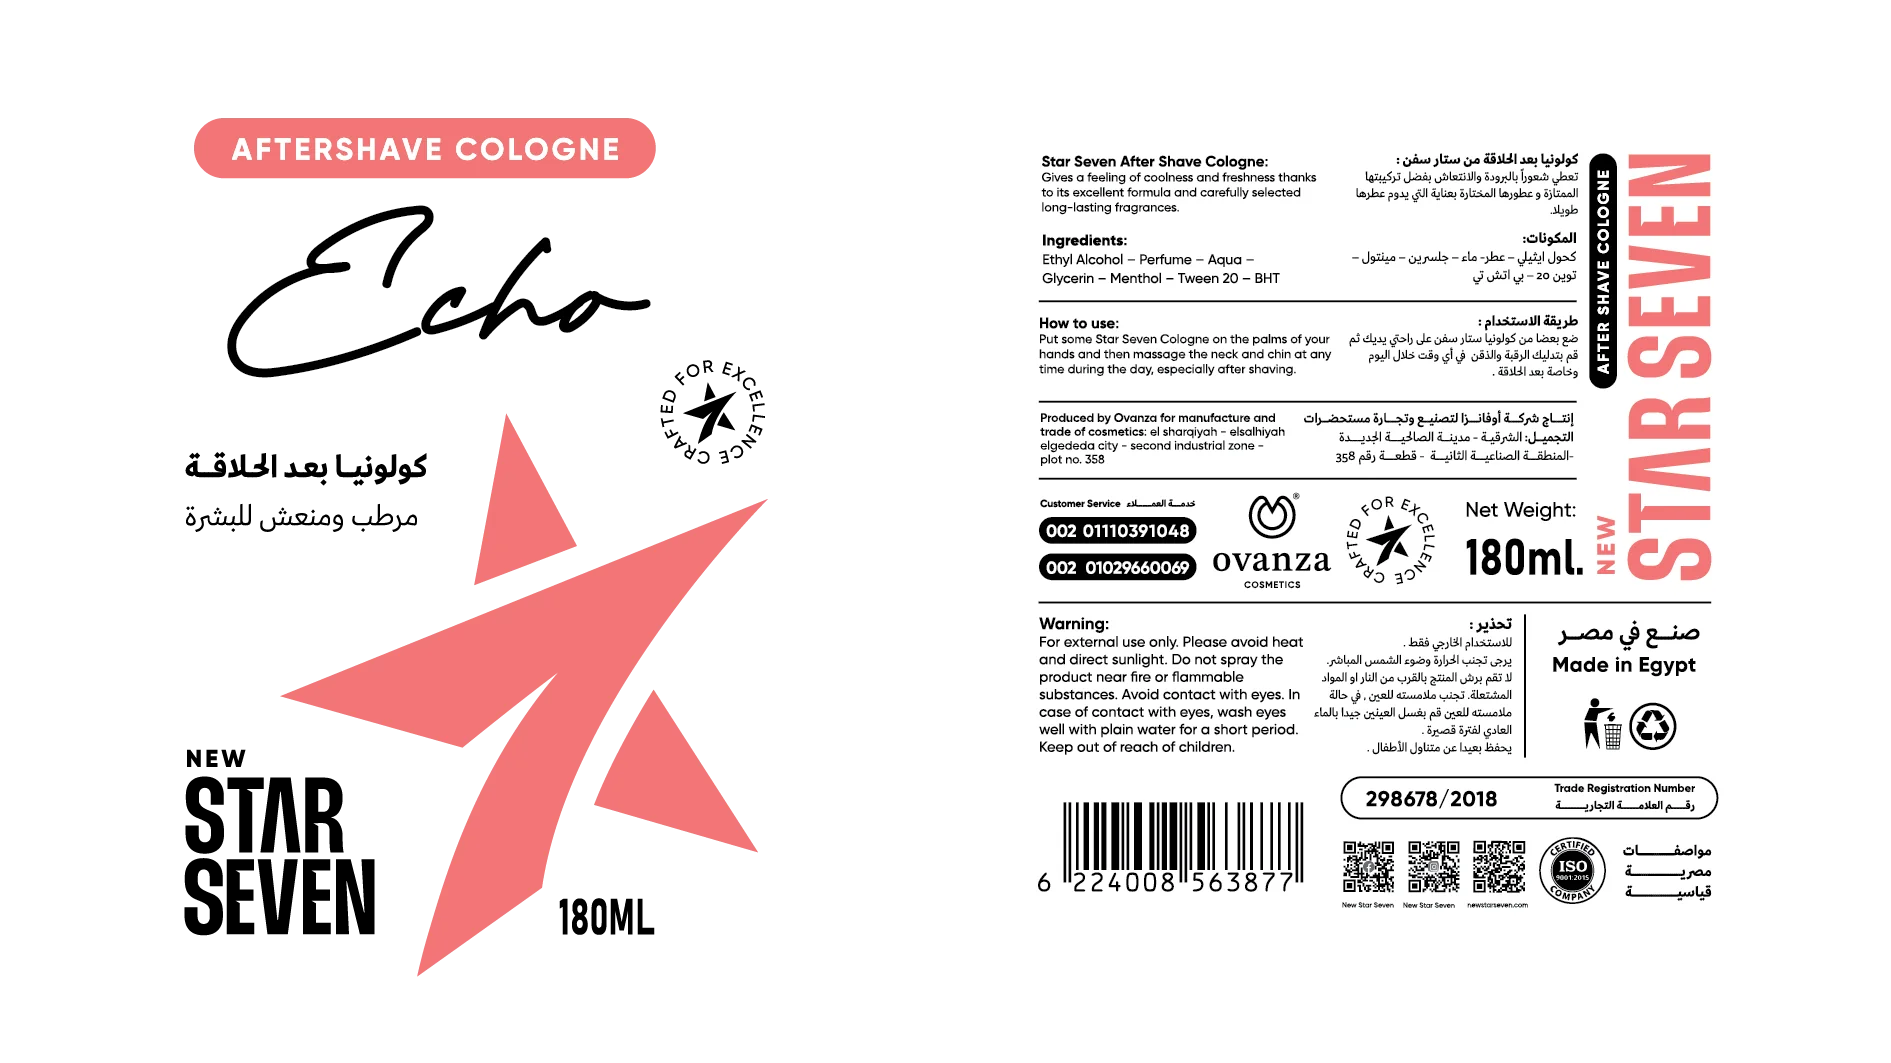 AFTERSHAVE COLOGNE
Echo
CRAFTED FOR EXCELLENCE
كولونيا بعد الحلاقة
مرطب ومنعش للبشرة
NEW
STAR
SEVEN
180ML
Star Seven After Shave Cologne:
Gives a feeling of coolness and freshness thanks
to its excellent formula and carefully selected
long-lasting fragrances.
كولونيا بعد الحلاقة من ستار سفن :
تعطي شعوراً بالبرودة والانتعاش بفضل تركيبتها
الممتازة و عطورها المختارة بعناية التي يدوم عطرها
طويلا.
Ingredients:
Ethyl Alcohol – Perfume – Aqua –
Glycerin – Menthol – Tween 20 – BHT
المكونات:
كحول ايثيلي – عطر- ماء – جلسرين – مينتول –
توين 20 – بي اتش تي
How to use:
Put some Star Seven Cologne on the palms of your
hands and then massage the neck and chin at any
time during the day, especially after shaving.
طريقة الاستخدام :
ضع بعضا من كولونيا ستار سفن على راحتي يديك ثم
قم بتدليك الرقبة والذقن في أي وقت خلال اليوم
وخاصة بعد الحلاقة .
AFTER SHAVE COLOGNE
NEW
STAR SEVEN
Produced by Ovanza for manufacture and
trade of cosmetics: el sharqiyah - elsalhiyah
elgededa city - second industrial zone -
plot no. 358
إنتاج شركة أوفانزا لتصنيع وتجارة مستحضرات
التجميل: الشرقية - مدينة الصالحية الجديدة
-المنطقة الصناعية الثانية - قطعة رقم 358
Customer Service خدمة العملاء
002 01110391048
002 01029660069
ovanza
®
COSMETICS
CRAFTED FOR EXCELLENCE
Net Weight:
180ml.
Warning:
For external use only. Please avoid heat
and direct sunlight. Do not spray the
product near fire or flammable
substances. Avoid contact with eyes. In
case of contact with eyes, wash eyes
well with plain water for a short period.
Keep out of reach of children.
تحذير :
للاستخدام الخارجي فقط .
يرجى تجنب الحرارة وضوء الشمس المباشر.
لا تقم برش المنتج بالقرب من النار او المواد
المشتعلة. تجنب ملامسته للعين , في حالة
ملامسته للعين قم بغسل العينين جيدا بالماء
العادي لفترة قصيرة .
يحفظ بعيدا عن متناول الأطفال .
صنع في مصر
Made in Egypt
298678/2018
Trade Registration Number
رقم العلامة التجارية
6 224008 563877
New Star Seven
New Star Seven
newstarseven.com
CERTIFIED
ISO
9001:2015
COMPANY
مواصفات
مصرية
قياسية